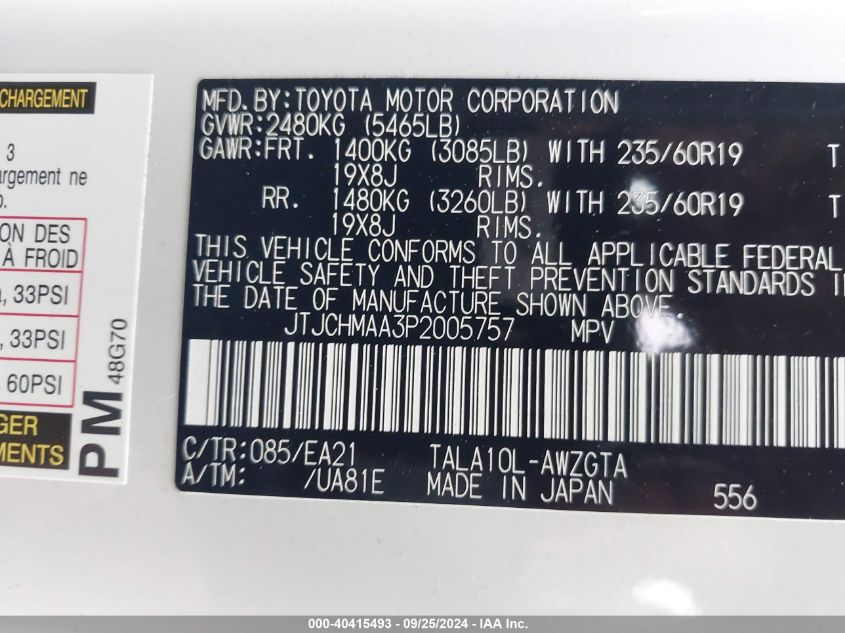 CHARGEMENT
3
argement ne
ION DES
À FROID
, 33PSI
, 33PSI
60PSI
GER
EMENTS
PM 48G70
MFD. BY: TOYOTA MOTOR CORPORATION
GVWR: 2480KG (5465LB)
GAWR: FRT. 1400KG (3085LB) WITH 235/60R19 T
19X8J RIMS.
RR. 1480KG (3260LB) WITH 235/60R19 T
19X8J RIMS.
THIS VEHICLE CONFORMS TO ALL APPLICABLE FEDERAL
VEHICLE SAFETY AND THEFT PREVENTION STANDARDS I
THE DATE OF MANUFACTURE SHOWN ABOVE.
JTJCHMAA3P2005757 MPV
C/TR: 085/EA21 TALA10L-AWZGTA
A/TM: /UA81E MADE IN JAPAN 556
000-40415493 - 09/25/2024 - IAA Inc.